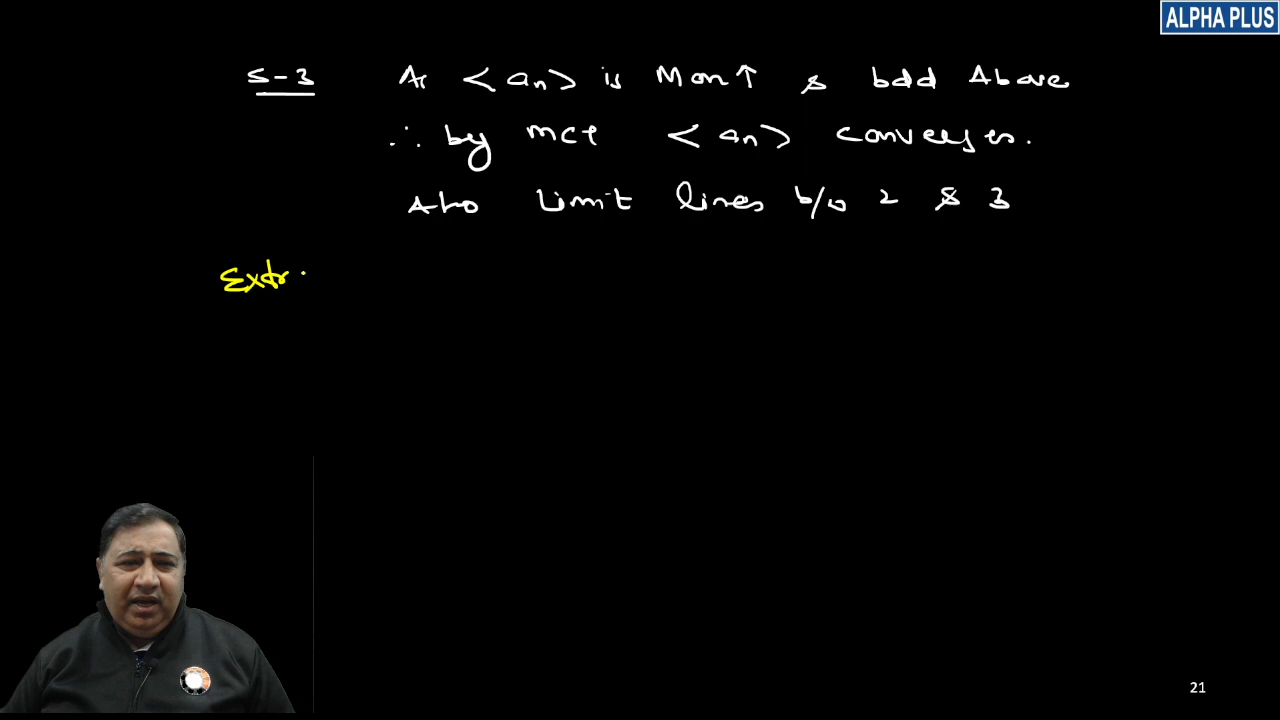 ALPHA PLUS
S-3 As <an> is Mon↑ & bdd Above
∴ by MCT <an> converges.
Also Limit lines b/w 2 & 3
Extr
21